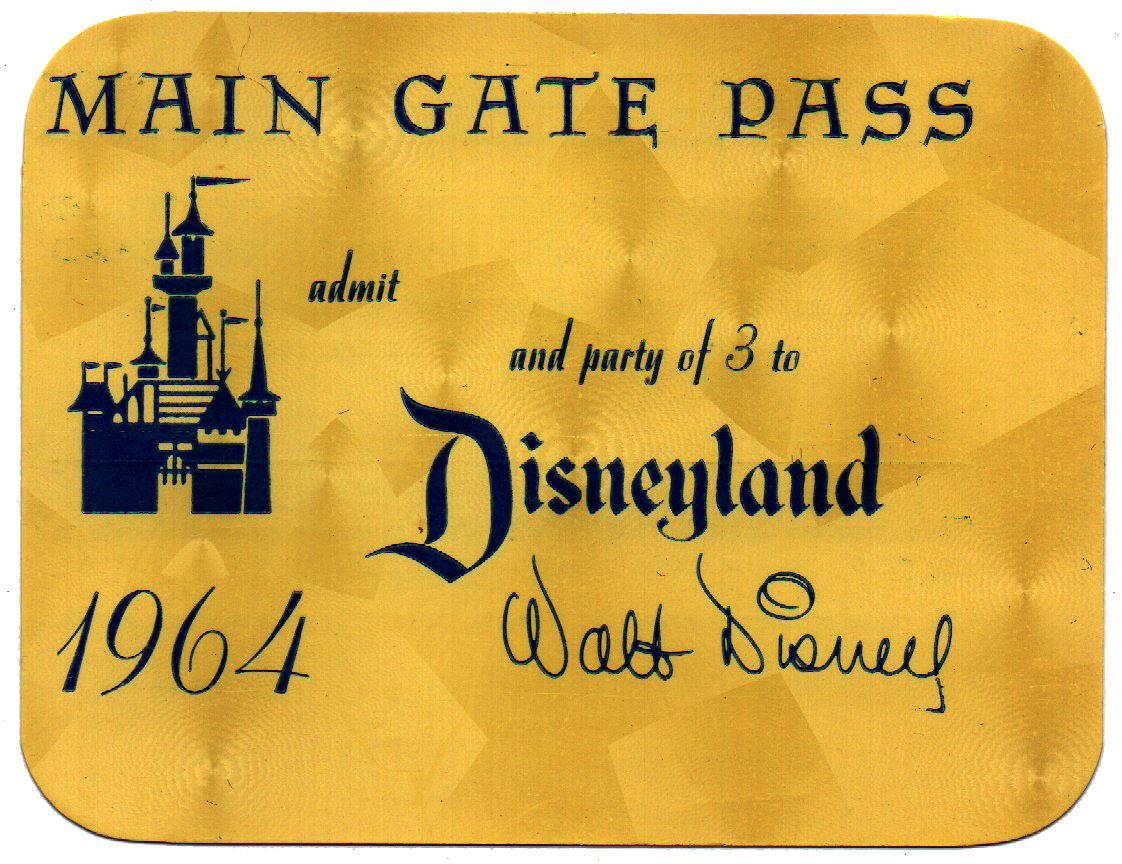 MAIN GATE PASS
admit
and party of 3 to
Disneyland
1964
Walt Disney